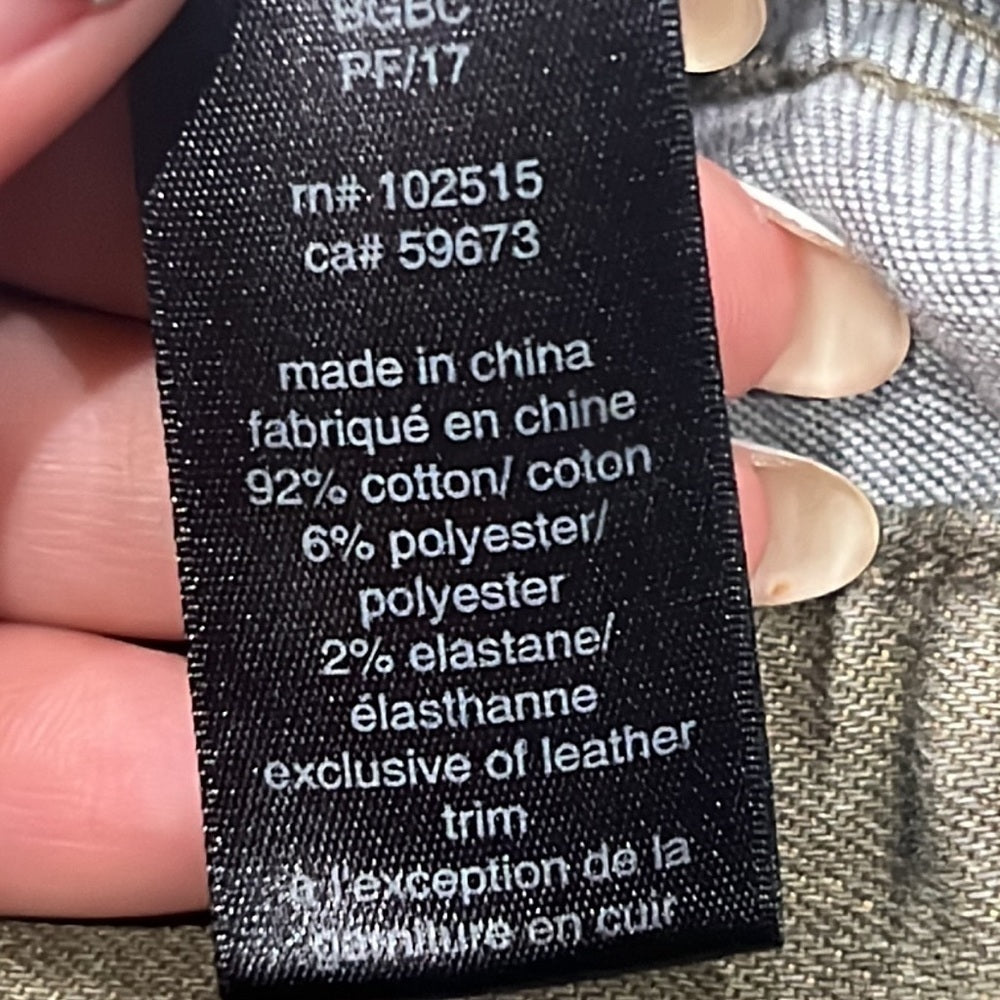 BGBC
PF/17
rn# 102515
ca# 59673
made in china
fabriqué en chine
92% cotton/ coton
6% polyester/
polyester
2% elastane/
élasthanne
exclusive of leather
trim
à l'exception de la
garniture en cuir